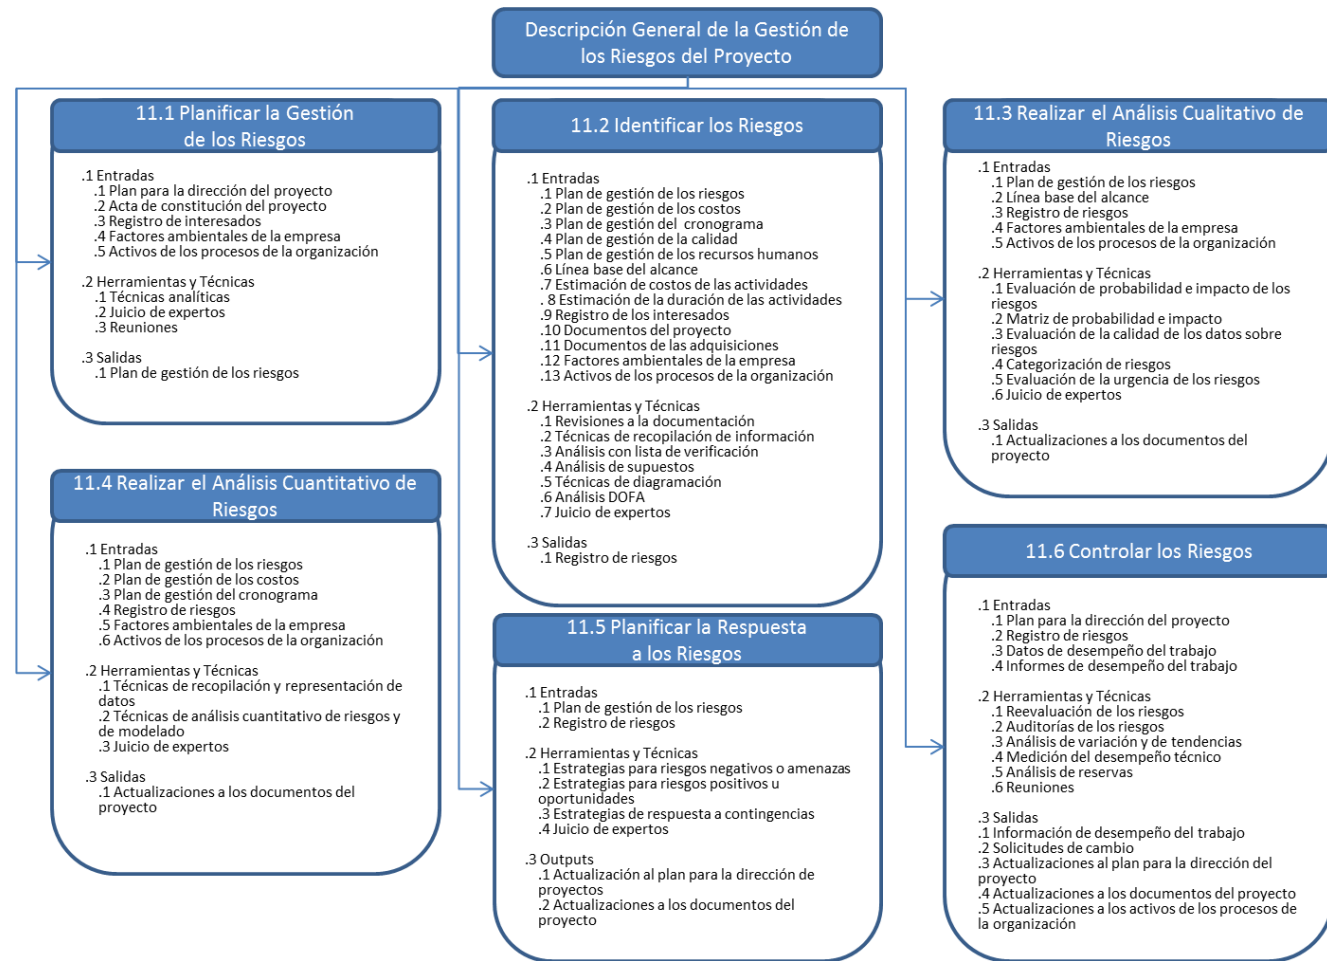 Descripción General de la Gestión de
los Riesgos del Proyecto
11.1 Planificar la Gestión
de los Riesgos
.1 Entradas
.1 Plan para la dirección del proyecto
.2 Acta de constitución del proyecto
.3 Registro de interesados
.4 Factores ambientales de la empresa
.5 Activos de los procesos de la organización
.2 Herramientas y Técnicas
.1 Técnicas analíticas
.2 Juicio de expertos
.3 Reuniones
.3 Salidas
.1 Plan de gestión de los riesgos
11.2 Identificar los Riesgos
.1 Entradas
.1 Plan de gestión de los riesgos
.2 Plan de gestión de los costos
.3 Plan de gestión del cronograma
.4 Plan de gestión de la calidad
.5 Plan de gestión de los recursos humanos
.6 Línea base del alcance
.7 Estimación de costos de las actividades
. 8 Estimación de la duración de las actividades
.9 Registro de los interesados
.10 Documentos del proyecto
.11 Documentos de las adquisiciones
.12 Factores ambientales de la empresa
.13 Activos de los procesos de la organización
.2 Herramientas y Técnicas
.1 Revisiones a la documentación
.2 Técnicas de recopilación de información
.3 Análisis con lista de verificación
.4 Análisis de supuestos
.5 Técnicas de diagramación
.6 Análisis DOFA
.7 Juicio de expertos
.3 Salidas
.1 Registro de riesgos
11.3 Realizar el Análisis Cualitativo de
Riesgos
.1 Entradas
.1 Plan de gestión de los riesgos
.2 Línea base del alcance
.3 Registro de riesgos
.4 Factores ambientales de la empresa
.5 Activos de los procesos de la organización
.2 Herramientas y Técnicas
.1 Evaluación de probabilidad e impacto de los
riesgos
.2 Matriz de probabilidad e impacto
.3 Evaluación de la calidad de los datos sobre
riesgos
.4 Categorización de riesgos
.5 Evaluación de la urgencia de los riesgos
.6 Juicio de expertos
.3 Salidas
.1 Actualizaciones a los documentos del
proyecto
11.4 Realizar el Análisis Cuantitativo de
Riesgos
.1 Entradas
.1 Plan de gestión de los riesgos
.2 Plan de gestión de los costos
.3 Plan de gestión del cronograma
.4 Registro de riesgos
.5 Factores ambientales de la empresa
.6 Activos de los procesos de la organización
.2 Herramientas y Técnicas
.1 Técnicas de recopilación y representación de
datos
.2 Técnicas de análisis cuantitativo de riesgos y
de modelado
.3 Juicio de expertos
.3 Salidas
.1 Actualizaciones a los documentos del
proyecto
11.5 Planificar la Respuesta
a los Riesgos
.1 Entradas
.1 Plan de gestión de los riesgos
.2 Registro de riesgos
.2 Herramientas y Técnicas
.1 Estrategias para riesgos negativos o amenazas
.2 Estrategias para riesgos positivos u
oportunidades
.3 Estrategias de respuesta a contingencias
.4 Juicio de expertos
.3 Outputs
.1 Actualización al plan para la dirección de
proyectos
.2 Actualizaciones a los documentos del
proyecto
11.6 Controlar los Riesgos
.1 Entradas
.1 Plan para la dirección del proyecto
.2 Registro de riesgos
.3 Datos de desempeño del trabajo
.4 Informes de desempeño del trabajo
.2 Herramientas y Técnicas
.1 Reevaluación de los riesgos
.2 Auditorías de los riesgos
.3 Análisis de variación y de tendencias
.4 Medición del desempeño técnico
.5 Análisis de reservas
.6 Reuniones
.3 Salidas
.1 Información de desempeño del trabajo
.2 Solicitudes de cambio
.3 Actualizaciones al plan para la dirección del
proyecto
.4 Actualizaciones a los documentos del proyecto
.5 Actualizaciones a los activos de los procesos de
la organización